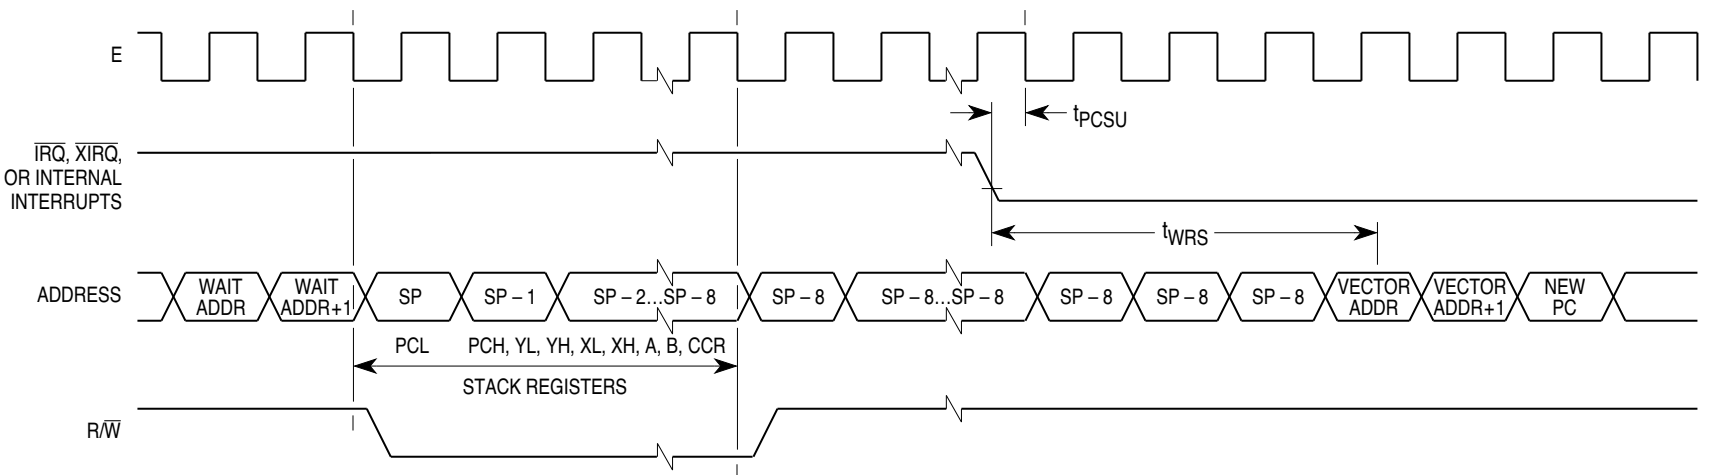 E
tPCSU
IRQ, XIRQ,
OR INTERNAL
INTERRUPTS
tWRS
ADDRESS
WAIT
ADDR
WAIT
ADDR+1
SP
SP – 1
SP – 2...SP – 8
SP – 8
SP – 8...SP – 8
SP – 8
SP – 8
SP – 8
VECTOR
ADDR
VECTOR
ADDR+1
NEW
PC
PCL
PCH, YL, YH, XL, XH, A, B, CCR
STACK REGISTERS
R/W